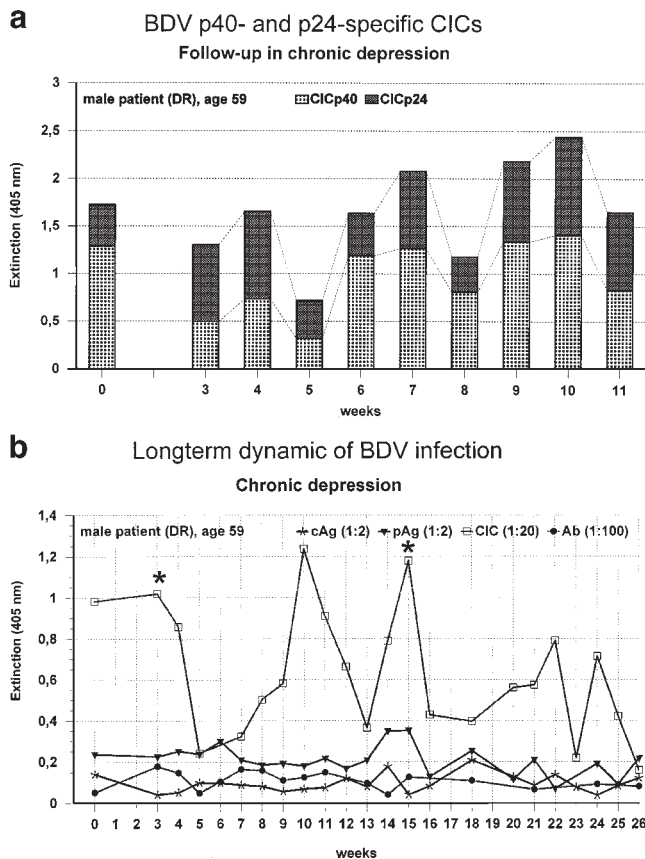 a
BDV p40- and p24-specific CICs
Follow-up in chronic depression
male patient (DR), age 59 CICp40 CICp24
Extinction (405 nm)
3
2,5
2
1,5
1
0,5
0
0 3 4 5 6 7 8 9 10 11
weeks
b
Longterm dynamic of BDV infection
Chronic depression
male patient (DR), age 59 cAg (1:2) pAg (1:2) CIC (1:20) Ab (1:100)
* *
Extinction (405 nm)
1,4
1,2
1
0,8
0,6
0,4
0,2
0
0 1 2 3 4 5 6 7 8 9 10 11 12 13 14 15 16 17 18 19 20 21 22 23 24 25 26
weeks